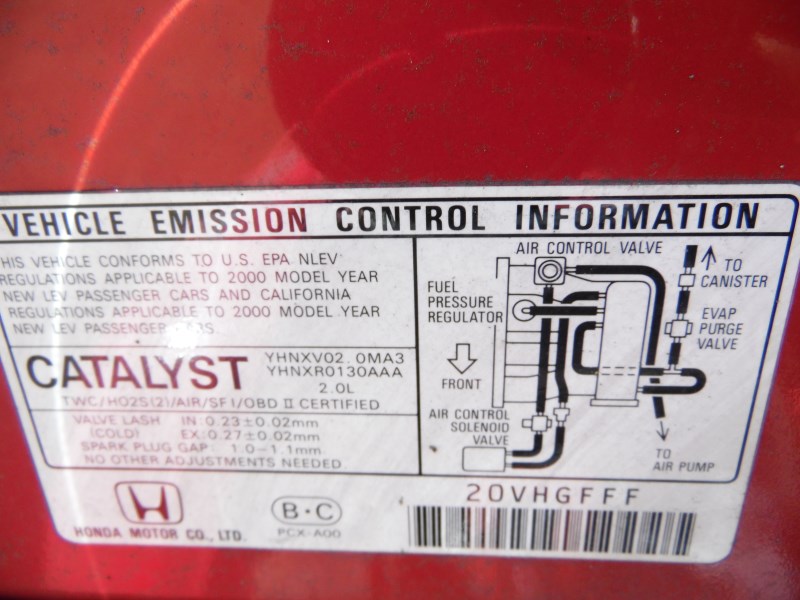 VEHICLE EMISSION CONTROL INFORMATION
THIS VEHICLE CONFORMS TO U.S. EPA NLEV
REGULATIONS APPLICABLE TO 2000 MODEL YEAR
NEW LEV PASSENGER CARS AND CALIFORNIA
REGULATIONS APPLICABLE TO 2000 MODEL YEAR
NEW LEV PASSENGER CARS.
CATALYST
YHNXV02.0MA3
YHNXR0130AAA
2.0L
TWC/HO2S(2)/AIR/SFI/OBD II CERTIFIED
VALVE LASH IN:0.23±0.02mm
(COLD) EX:0.27±0.02mm
SPARK PLUG GAP: 1.0-1.1mm
NO OTHER ADJUSTMENTS NEEDED.
AIR CONTROL VALVE
TO
CANISTER
FUEL
PRESSURE
REGULATOR
EVAP
PURGE
VALVE
FRONT
AIR CONTROL
SOLENOID
VALVE
TO
AIR PUMP
HONDA MOTOR CO., LTD.
B·C
PCX-A00
20VHGFFF